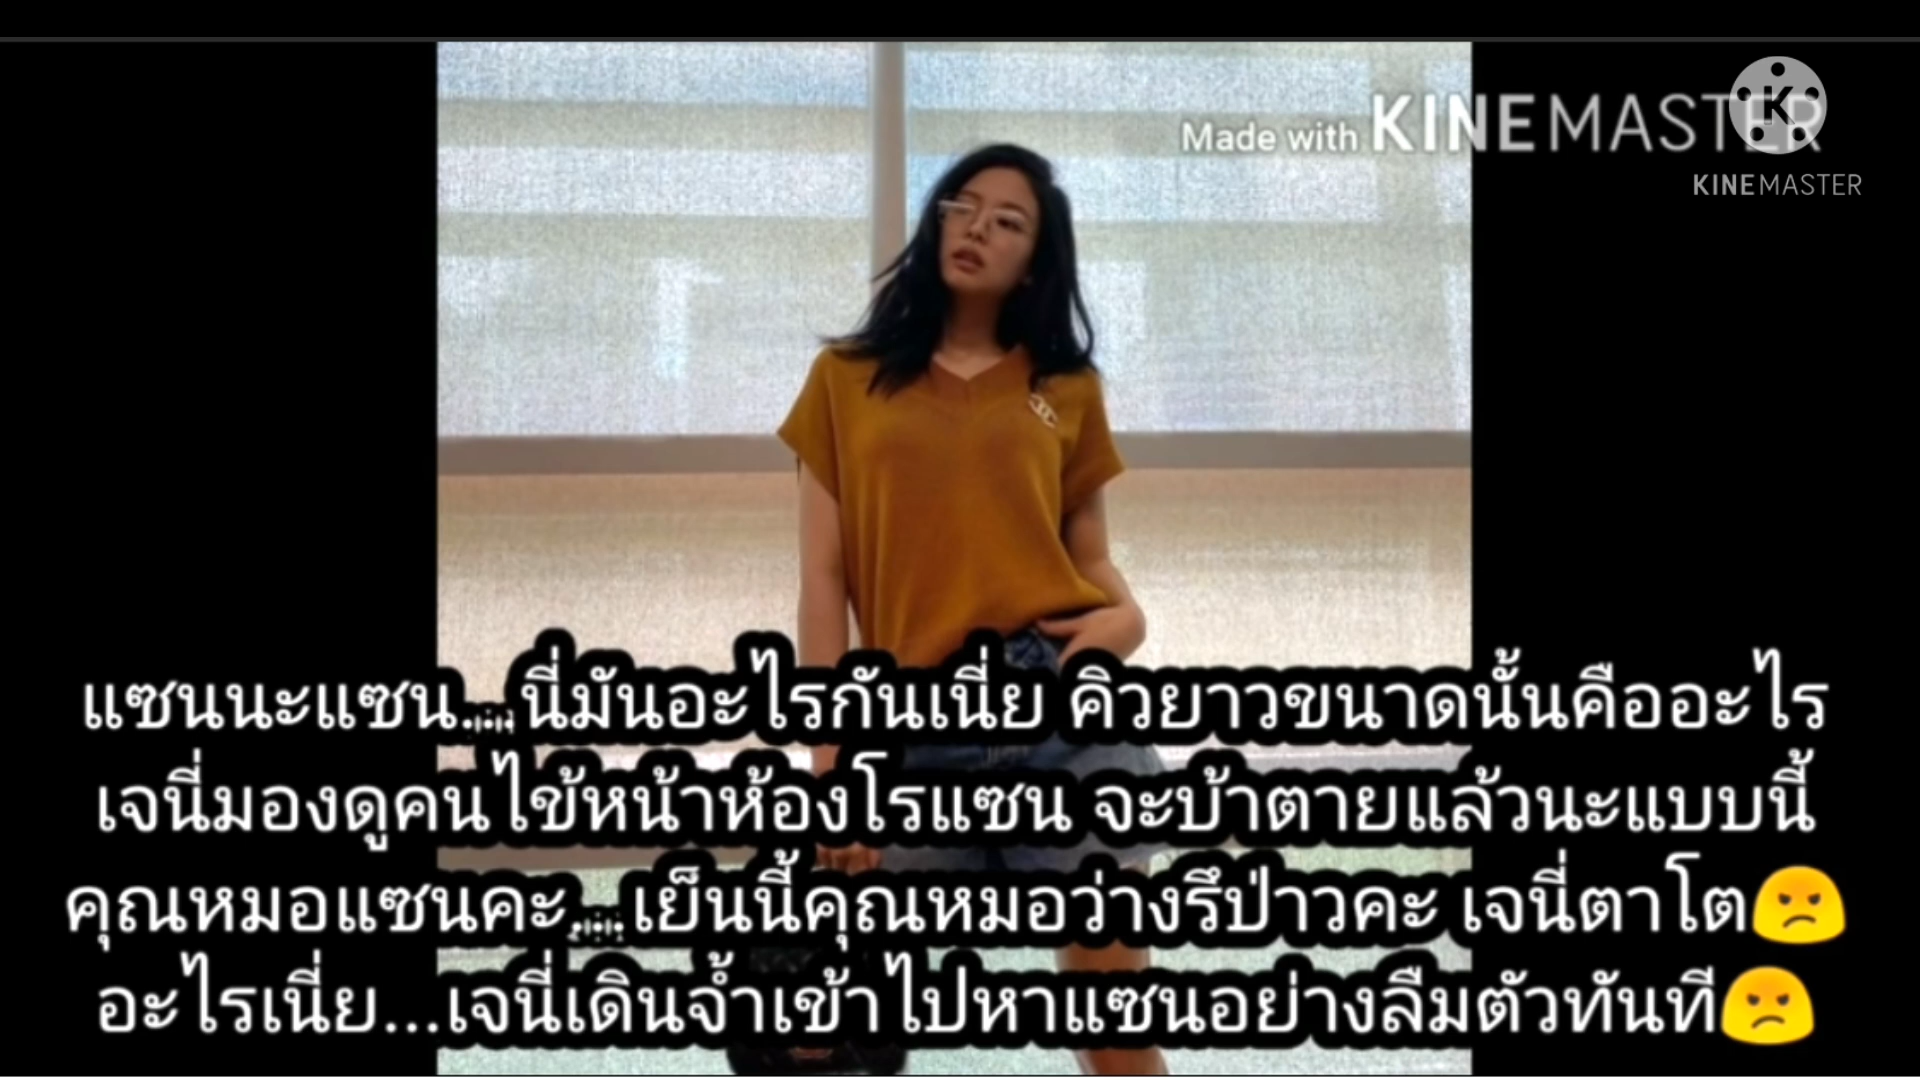 Made with KINEMASTER
KINEMASTER
แซนนะแซน....นี่มันอะไรกันเนี่ย คิวยาวขนาดนั้นคืออะไร
เจนี่มองดูคนไข้หน้าห้องโรแซน จะบ้าตายแล้วนะแบบนี้
คุณหมอแซนคะ....เย็นนี้คุณหมอว่างรึป่าวคะ เจนี่ตาโต😠
อะไรเนี่ย...เจนี่เดินจ้ำเข้าไปหาแซนอย่างลืมตัวทันที😠